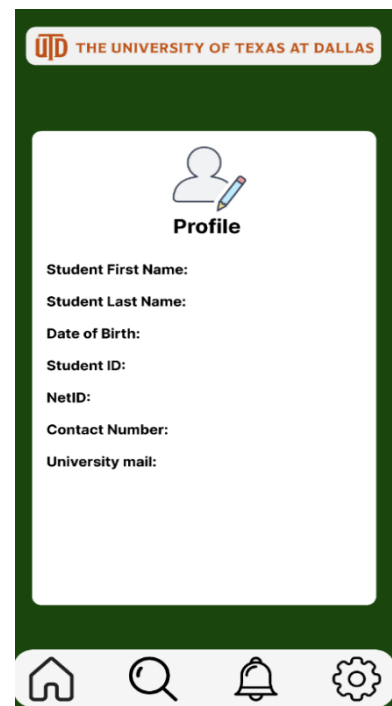 UTD THE UNIVERSITY OF TEXAS AT DALLAS
Profile
Student First Name:
Student Last Name:
Date of Birth:
Student ID:
NetID:
Contact Number:
University mail: